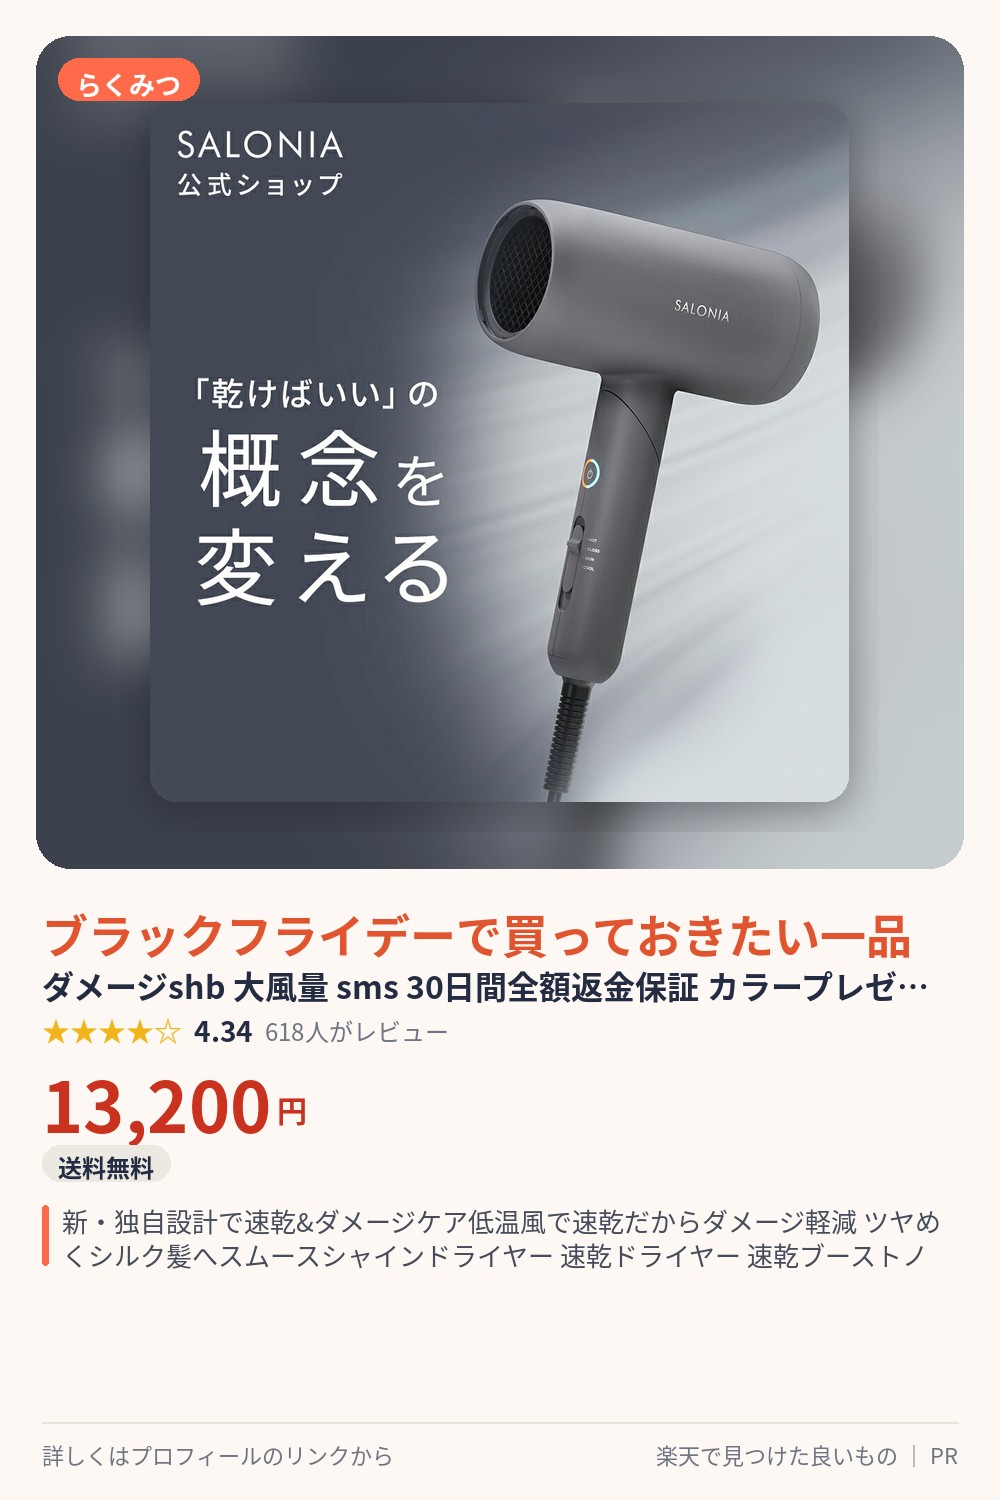 らくみつ
SALONIA
公式ショップ
SALONIA
「乾けばいい」の
概念を
変える
HOT
GLOSS
SKIN
COOL
ブラックフライデーで買っておきたい一品
ダメージshb 大風量 sms 30日間全額返金保証 カラープレゼ…
★★★★☆ 4.34 618人がレビュー
13,200円
送料無料
新・独自設計で速乾&ダメージケア低温風で速乾だからダメージ軽減 ツヤめ
くシルク髪へスムースシャインドライヤー 速乾ドライヤー 速乾ブーストノ
詳しくはプロフィールのリンクから
楽天で見つけた良いもの | PR